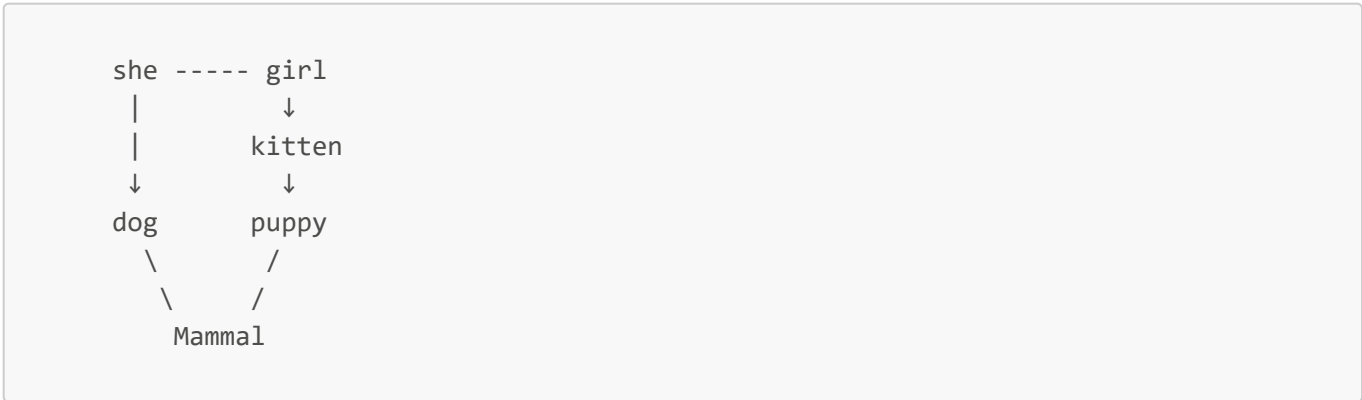 she ----- girl
|         ↓
|       kitten
↓         ↓
dog      puppy
\       /
\     /
Mammal